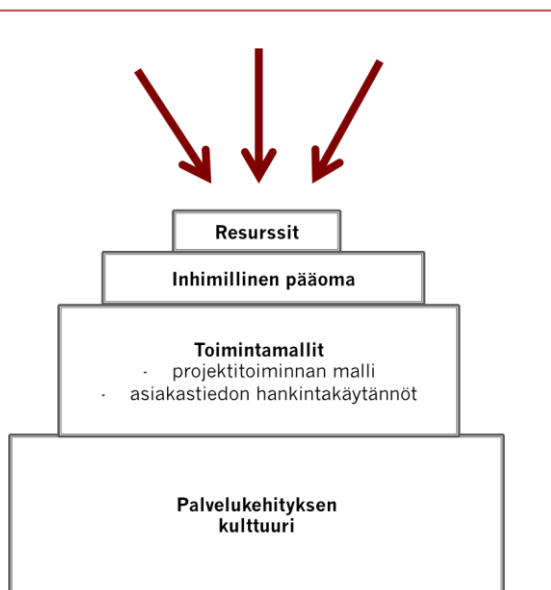 Resurssit
Inhimillinen pääoma
Toimintamallit
- projektitoiminnan malli
- asiakastiedon hankintakäytännöt
Palvelukehityksen
kulttuuri